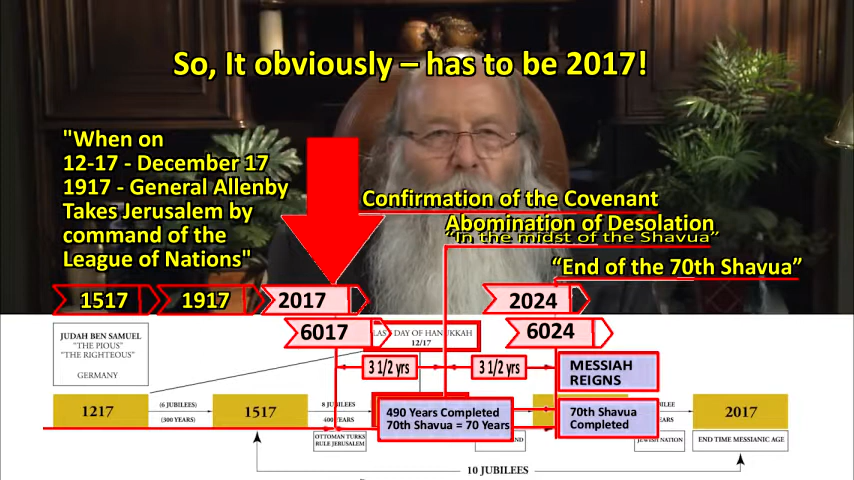 So, It obviously – has to be 2017!
"When on
12-17 - December 17
1917 - General Allenby
Takes Jerusalem by
command of the
League of Nations"
Confirmation of the Covenant
Abomination of Desolation
“In the midst of the Shavua”
“End of the 70th Shavua”
1517
1917
2017
2024
6017
6024
DAY OF HANUKKAH
12/17
JUDAH BEN SAMUEL
"THE PIOUS"
"THE RIGHTEOUS"
GERMANY
3 1/2 yrs
3 1/2 yrs
MESSIAH
REIGNS
1217
(6 JUBILEES)
(300 YEARS)
1517
8 JUBILEES
400 YEARS
490 Years Completed
70th Shavua = 70 Years
70th Shavua
Completed
2017
OTTOMAN TURKS
RULE JERUSALEM
NATION
END TIME MESSIANIC AGE
10 JUBILEES